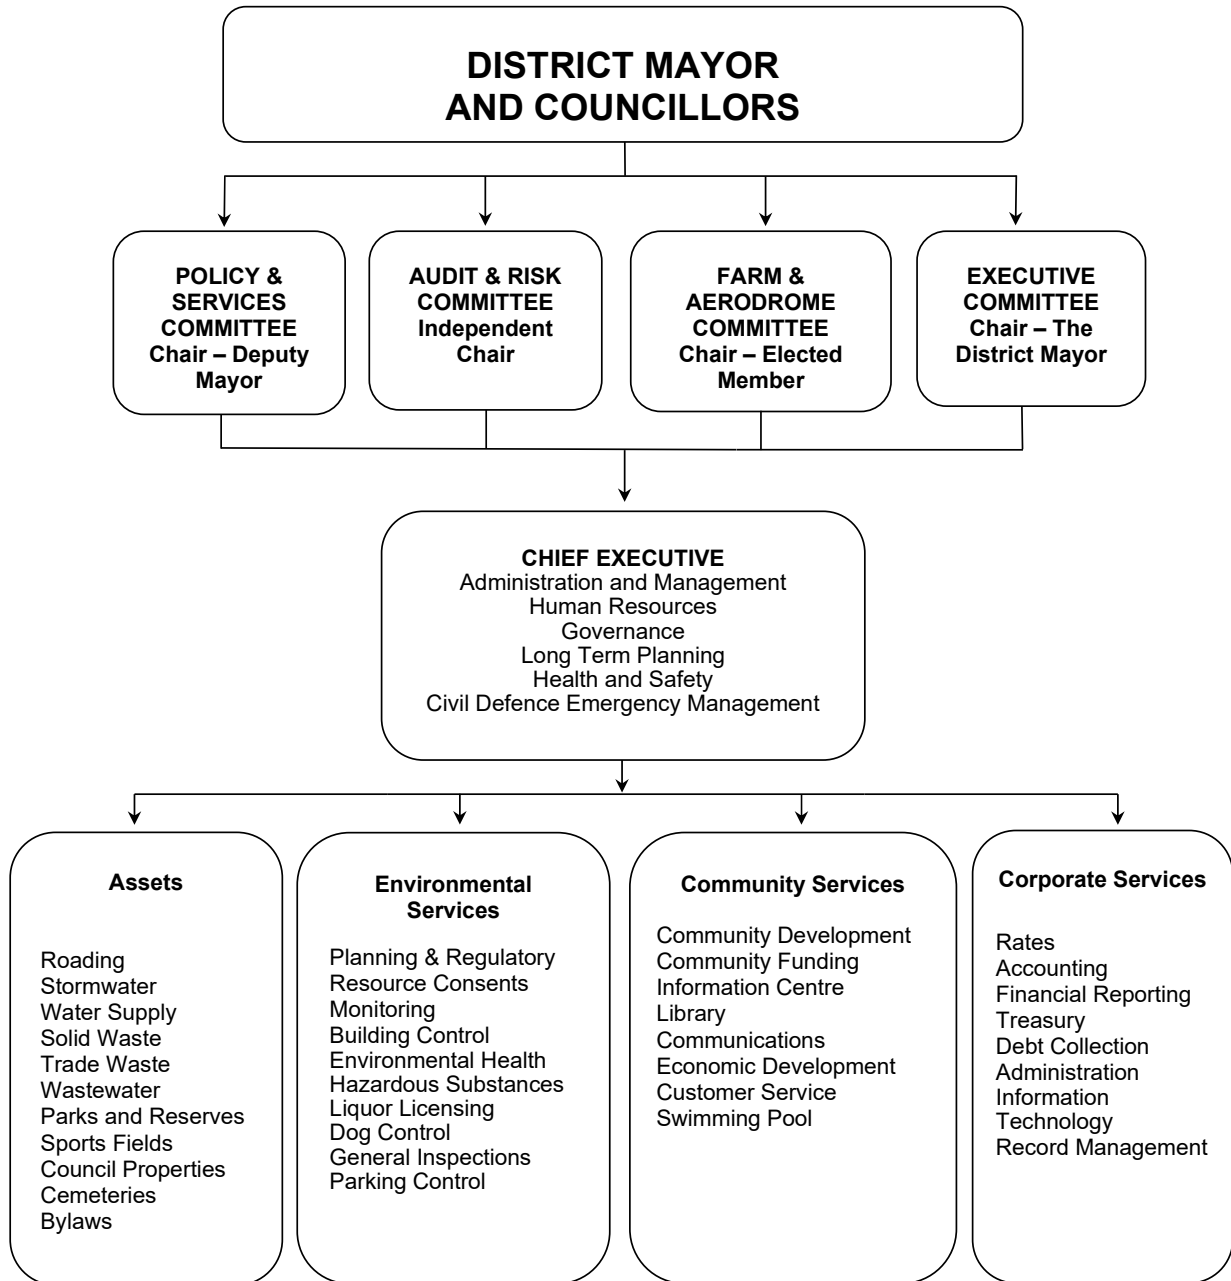 DISTRICT MAYOR
AND COUNCILLORS
POLICY &
SERVICES
COMMITTEE
Chair – Deputy
Mayor
AUDIT & RISK
COMMITTEE
Independent
Chair
FARM &
AERODROME
COMMITTEE
Chair – Elected
Member
EXECUTIVE
COMMITTEE
Chair – The
District Mayor
CHIEF EXECUTIVE
Administration and Management
Human Resources
Governance
Long Term Planning
Health and Safety
Civil Defence Emergency Management
Assets
Roading
Stormwater
Water Supply
Solid Waste
Trade Waste
Wastewater
Parks and Reserves
Sports Fields
Council Properties
Cemeteries
Bylaws
Environmental
Services
Planning & Regulatory
Resource Consents
Monitoring
Building Control
Environmental Health
Hazardous Substances
Liquor Licensing
Dog Control
General Inspections
Parking Control
Community Services
Community Development
Community Funding
Information Centre
Library
Communications
Economic Development
Customer Service
Swimming Pool
Corporate Services
Rates
Accounting
Financial Reporting
Treasury
Debt Collection
Administration
Information
Technology
Record Management